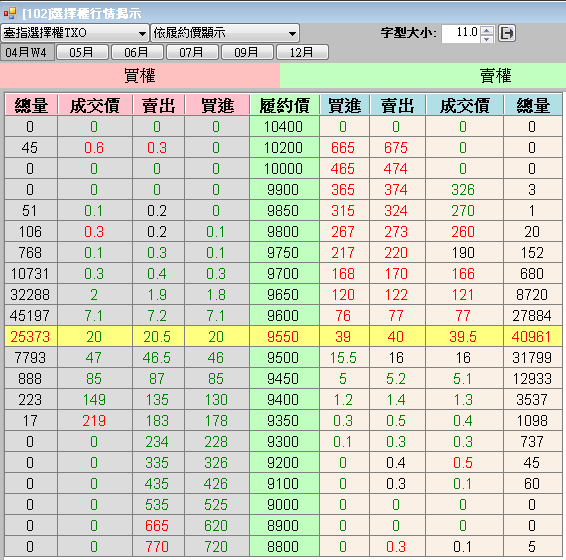 [102]選擇權行情揭示
臺指選擇權TXO 依履約價顯示 字型大小: 11.0
04月W4 05月 06月 07月 09月 12月
買權 賣權
總量 成交價 賣出 買進 履約價 買進 賣出 成交價 總量
0 0 0 0 10400 0 0 0 0
45 0.6 0.3 0 10200 665 675 0 0
0 0 0 0 10000 465 474 0 0
0 0 0 0 9900 365 374 326 3
51 0.1 0.2 0 9850 315 324 270 1
106 0.3 0.2 0.1 9800 267 273 260 20
768 0.1 0.3 0.1 9750 217 220 190 152
10731 0.3 0.4 0.3 9700 168 170 166 680
32288 2 1.9 1.8 9650 120 122 121 8720
45197 7.1 7.2 7.1 9600 76 77 77 27884
25373 20 20.5 20 9550 39 40 39.5 40961
7793 47 46.5 46 9500 15.5 16 16 31799
888 85 87 85 9450 5 5.2 5.1 12933
223 149 135 130 9400 1.2 1.4 1.3 3537
17 219 183 178 9350 0.3 0.5 0.4 1098
0 0 234 228 9300 0.1 0.3 0.3 737
0 0 335 326 9200 0 0.4 0.5 45
0 0 435 426 9100 0 0.3 0.1 60
0 0 535 525 9000 0 0 0 0
0 0 665 620 8900 0 0 0 0
0 0 770 720 8800 0 0.3 0.1 5